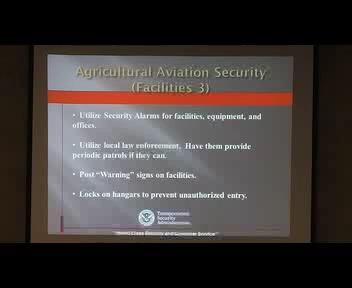 Agricultural Aviation Security
(Facilities 3)
• Utilize Security Alarms for facilities, equipment, and
offices.
• Utilize local law enforcement. Have them provide
periodic patrols if they can.
• Post “Warning” signs on facilities.
• Locks on hangars to prevent unauthorized entry.
Transportation
Security
Administration